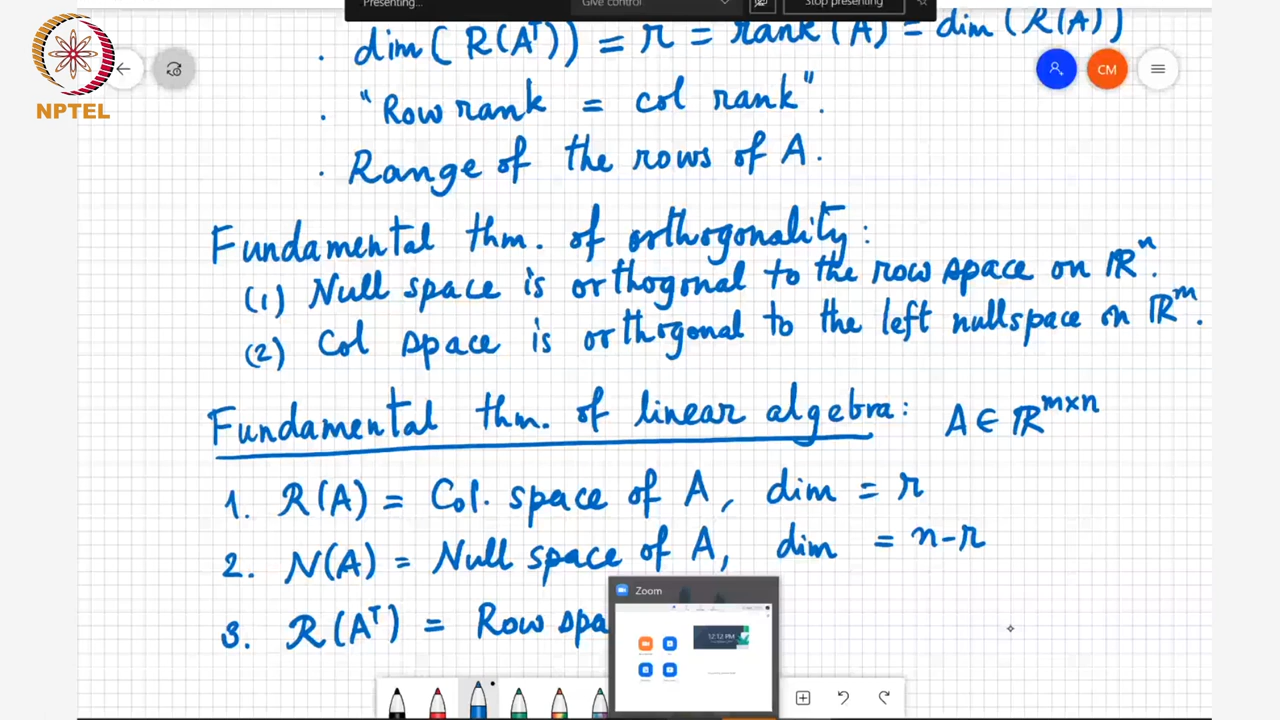 Presenting...
Give control
Stop presenting
. dim(R(Aᵀ)) = r = rank(A) = dim(R(A))
. "Row rank = col rank".
. Range of the rows of A.
Fundamental thm. of orthogonality:
(1) Null space is orthogonal to the row space on ℝⁿ.
(2) Col space is orthogonal to the left nullspace on ℝᵐ.
Fundamental thm. of linear algebra: A ∈ ℝᵐˣⁿ
1. R(A) = Col. space of A, dim = r
2. N(A) = Null space of A, dim = n-r
3. R(Aᵀ) = Row spa
NPTEL
CM
Zoom
12:12 PM